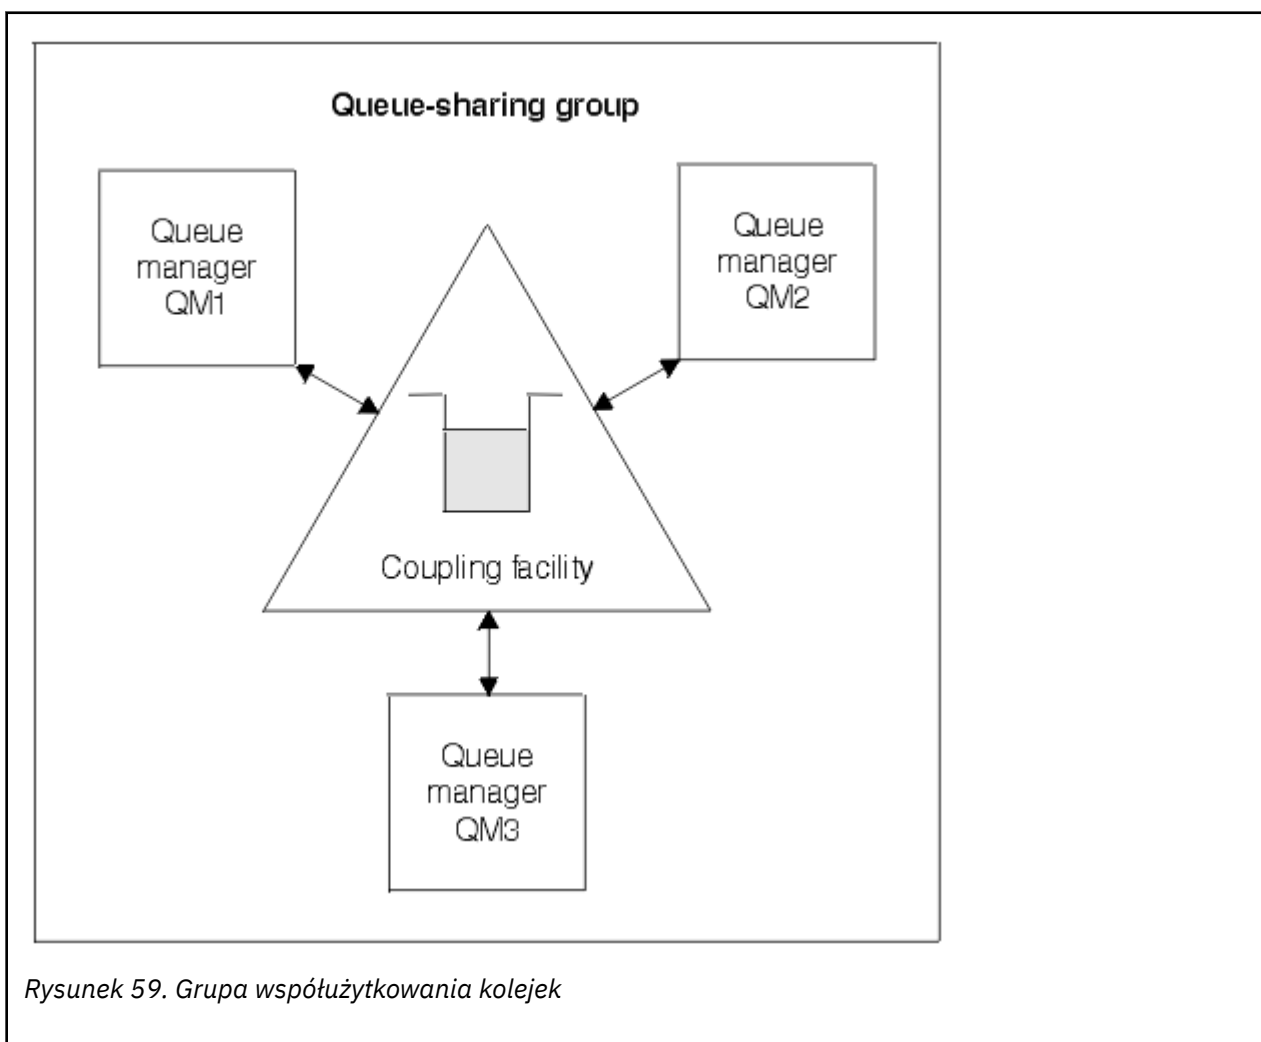 Queue-sharing group
Queue
manager
QM1
Queue
manager
QM2
Coupling facility
Queue
manager
QM3
Rysunek 59. Grupa współużytkowania kolejek